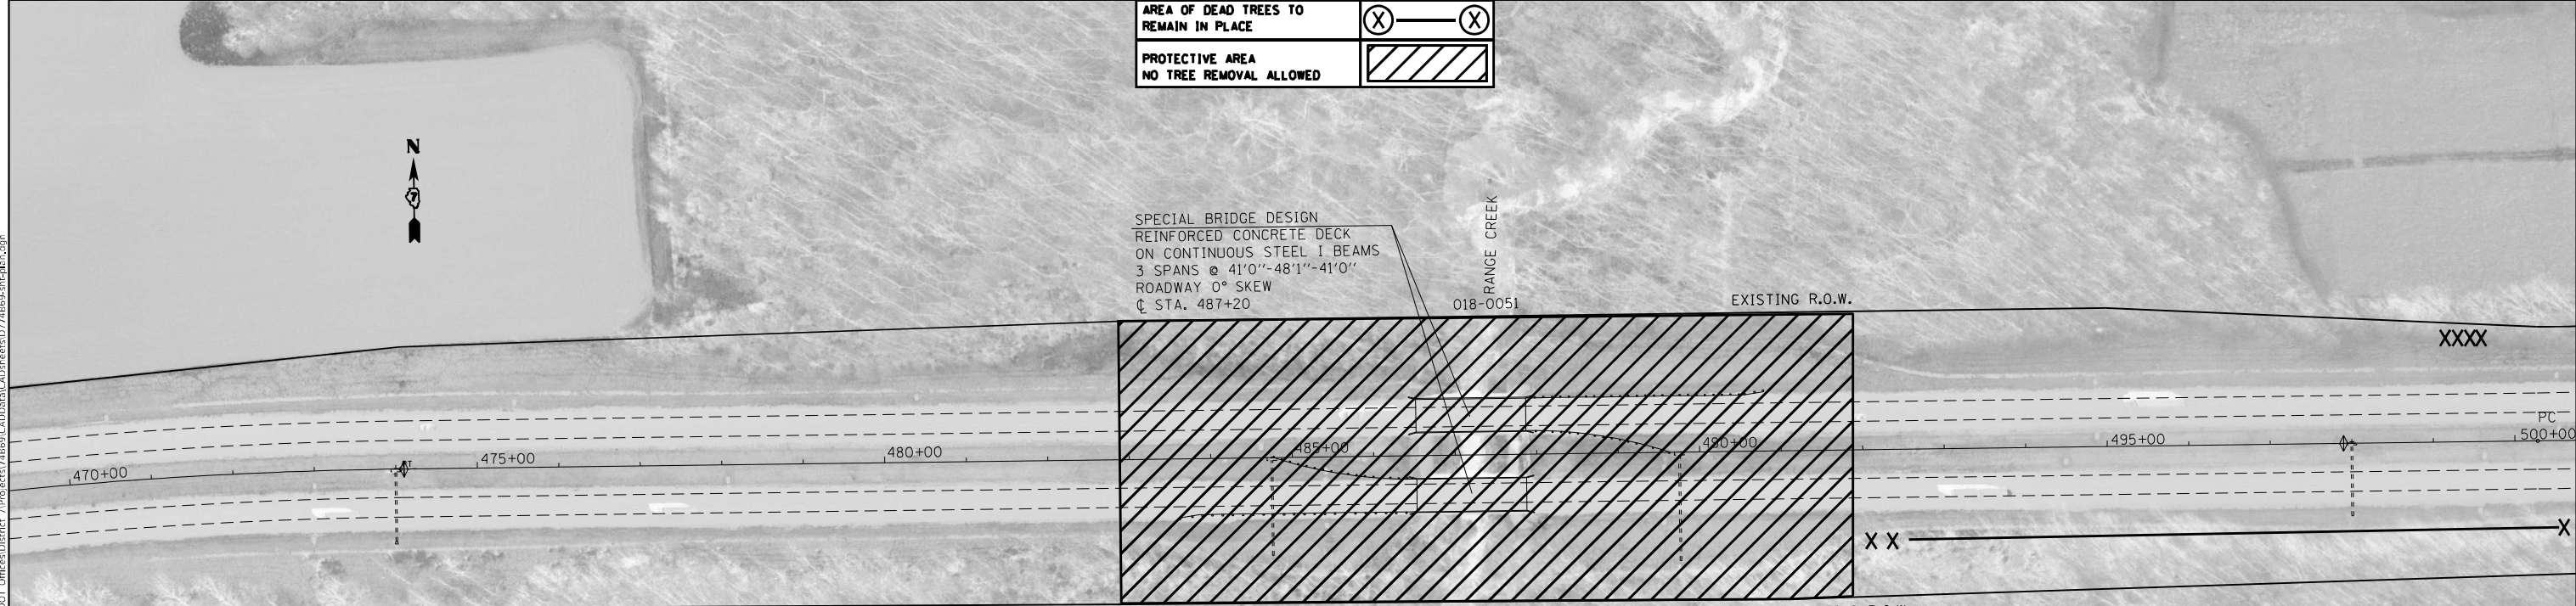 AREA OF DEAD TREES TO
REMAIN IN PLACE
X X
PROTECTIVE AREA
NO TREE REMOVAL ALLOWED
N
7
SPECIAL BRIDGE DESIGN
REINFORCED CONCRETE DECK
ON CONTINUOUS STEEL I BEAMS
3 SPANS @ 41'0"-48'1"-41'0"
ROADWAY 0° SKEW
℄ STA. 487+20
RANGE CREEK
018-0051
EXISTING R.O.W.
XXXX
470+00
475+00
480+00
485+00
490+00
495+00
PC
500+00
X X X